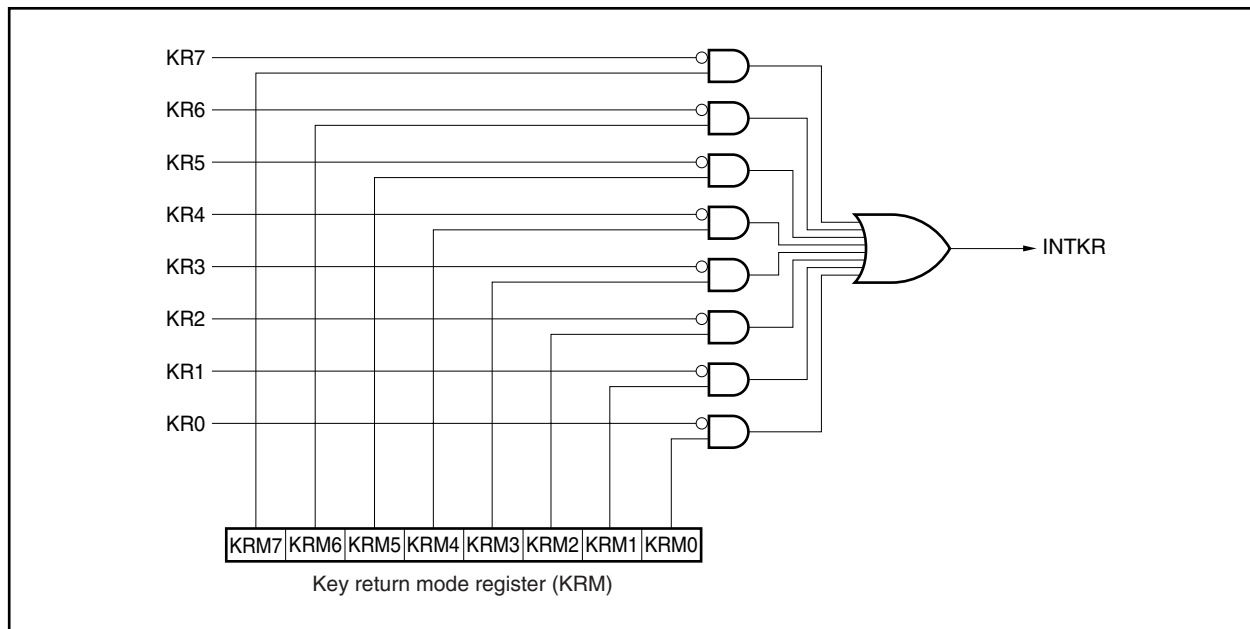 KR7
KR6
KR5
KR4
KR3
KR2
KR1
KR0
INTKR
KRM7 KRM6 KRM5 KRM4 KRM3 KRM2 KRM1 KRM0
Key return mode register (KRM)